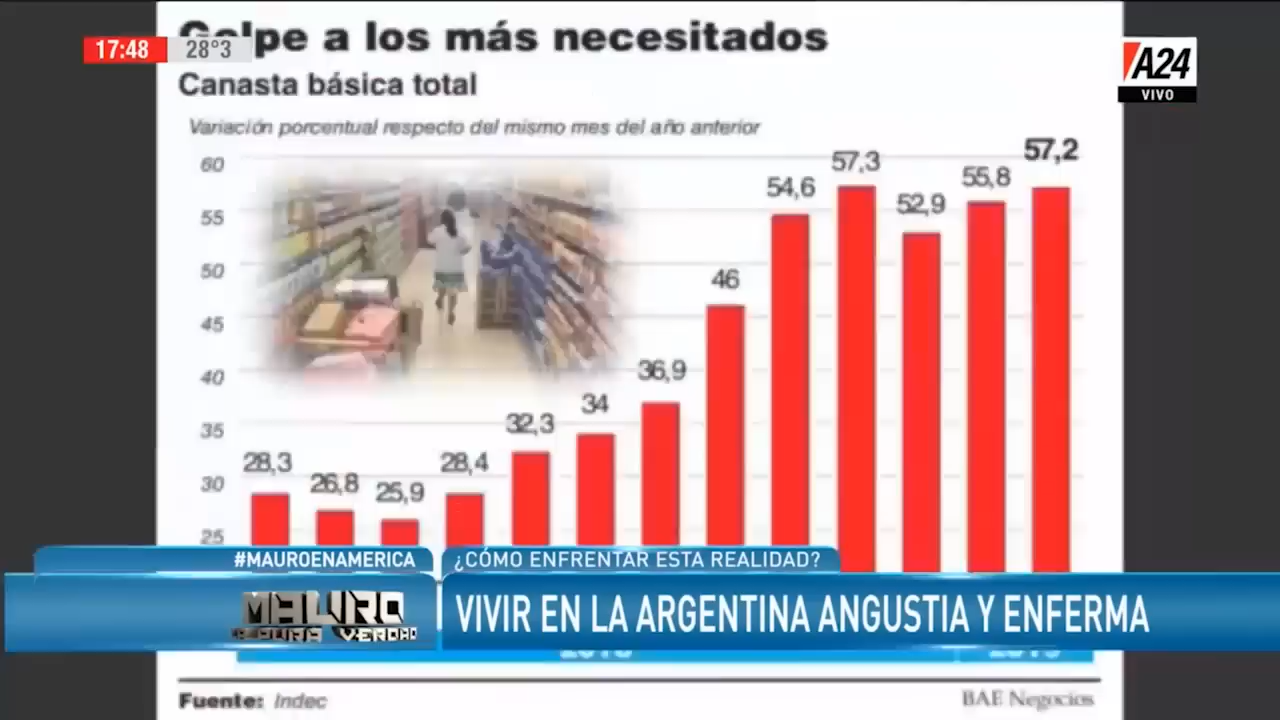 17:48 28°3
Golpe a los más necesitados
A24
VIVO
Canasta básica total
Variación porcentual respecto del mismo mes del año anterior
60
55
50
45
40
35
30
25
28,3
26,8
25,9
28,4
32,3
34
36,9
46
54,6
57,3
52,9
55,8
57,2
#MAUROENAMERICA
¿CÓMO ENFRENTAR ESTA REALIDAD?
MAURO
LA PURA VERDAD
VIVIR EN LA ARGENTINA ANGUSTIA Y ENFERMA
Fuente: Indec
BAE Negocios